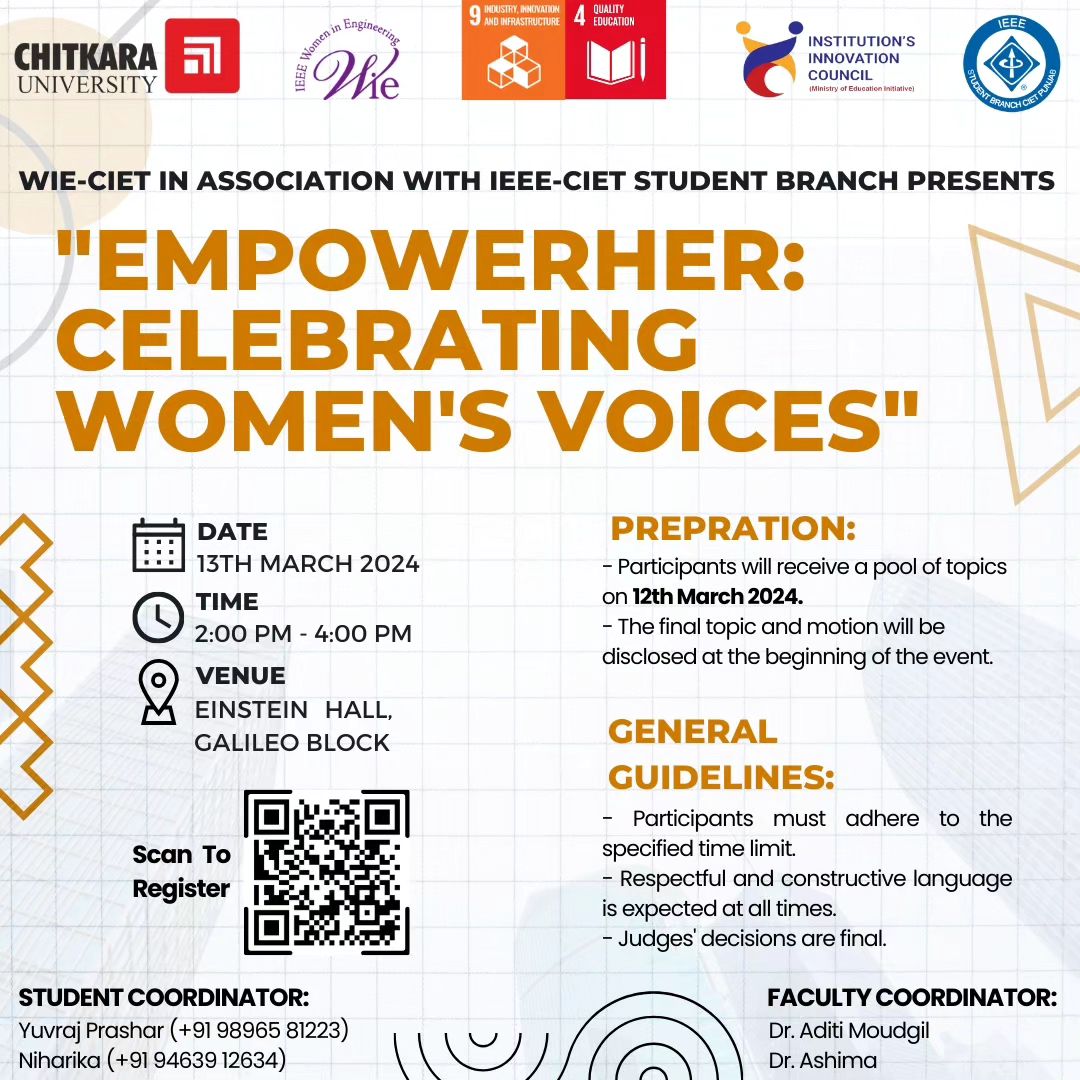 CHITKARA
UNIVERSITY
IEEE Women in Engineering
Wie
9 INDUSTRY, INNOVATION
AND INFRASTRUCTURE
4 QUALITY
EDUCATION
INSTITUTION'S
INNOVATION
COUNCIL
(Ministry of Education Initiative)
IEEE
STUDENT BRANCH CIET PUNJAB
WIE-CIET IN ASSOCIATION WITH IEEE-CIET STUDENT BRANCH PRESENTS
"EMPOWERHER:
CELEBRATING
WOMEN'S VOICES"
DATE
13TH MARCH 2024
TIME
2:00 PM - 4:00 PM
VENUE
EINSTEIN HALL,
GALILEO BLOCK
Scan To
Register
PREPRATION:
- Participants will receive a pool of topics
on 12th March 2024.
- The final topic and motion will be
disclosed at the beginning of the event.
GENERAL
GUIDELINES:
- Participants must adhere to the
specified time limit.
- Respectful and constructive language
is expected at all times.
- Judges' decisions are final.
STUDENT COORDINATOR:
Yuvraj Prashar (+91 98965 81223)
Niharika (+91 94639 12634)
FACULTY COORDINATOR:
Dr. Aditi Moudgil
Dr. Ashima